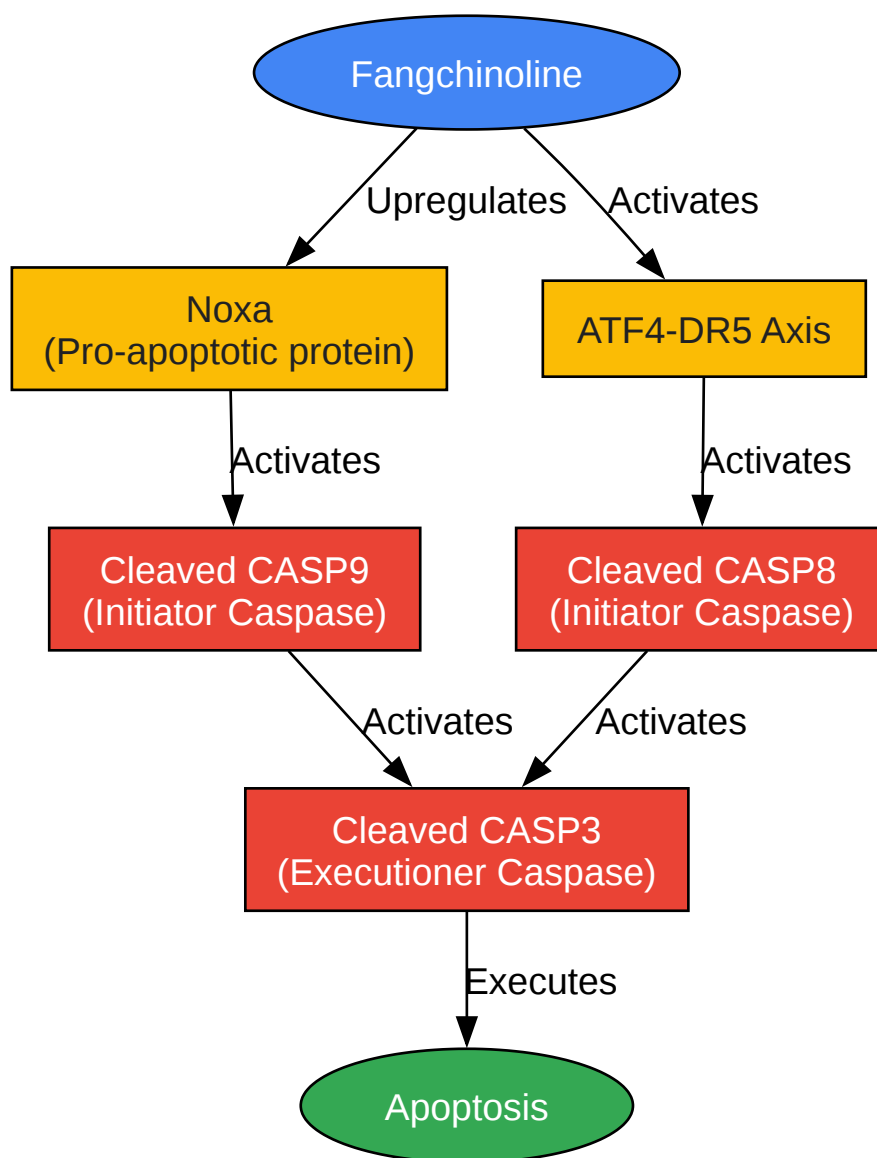 Fangchinoline
Upregulates
Activates
Noxa
(Pro-apoptotic protein)
ATF4-DR5 Axis
Activates
Activates
Cleaved CASP9
(Initiator Caspase)
Cleaved CASP8
(Initiator Caspase)
Activates
Activates
Cleaved CASP3
(Executioner Caspase)
Executes
Apoptosis